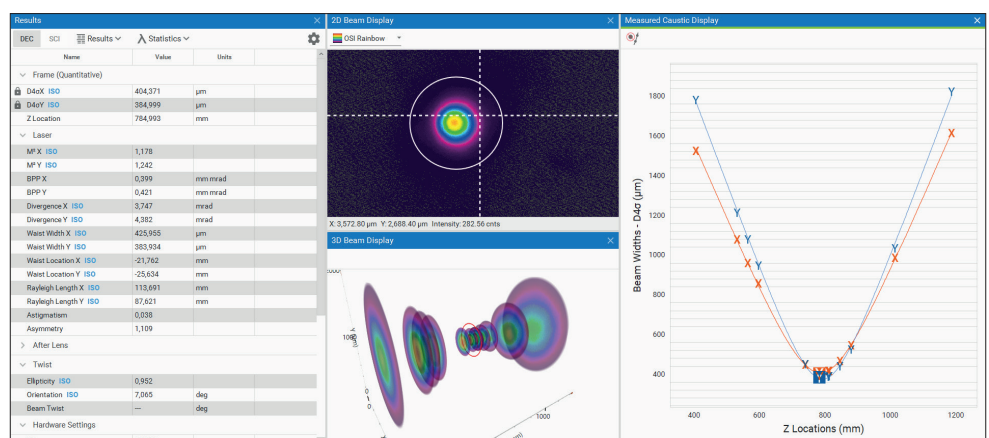 Results
DEC SCI Results Statistics
Name Value Units
Frame (Quantitative)
D4σX ISO 404,371 µm
D4σY ISO 384,999 µm
Z Location 784,993 mm
Laser
M² X ISO 1,178
M² Y ISO 1,242
BPP X 0,399 mm mrad
BPP Y 0,421 mm mrad
Divergence X ISO 3,747 mrad
Divergence Y ISO 4,382 mrad
Waist Width X ISO 425,955 µm
Waist Width Y ISO 383,934 µm
Waist Location X ISO -21,762 mm
Waist Location Y ISO -25,634 mm
Rayleigh Length X ISO 113,691 mm
Rayleigh Length Y ISO 87,621 mm
Astigmatism 0,038
Asymmetry 1,109
After Lens
Twist
Ellipticity ISO 0,952
Orientation ISO 7,065 deg
Beam Twist --- deg
Hardware Settings
2D Beam Display
OSI Rainbow
X: 3,572.80 µm Y: 2,688.40 µm Intensity: 282.56 cnts
3D Beam Display
0
0
1000
Measured Caustic Display
Beam Widths - D4σ (µm)
1800
1600
1400
1200
1000
800
600
400
400 600 800 1000 1200
Z Locations (mm)